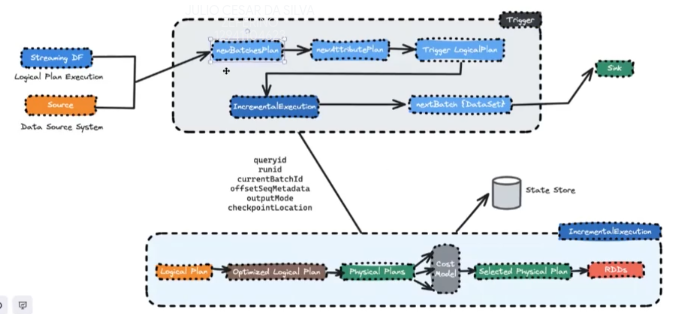 JULIO CESAR DA SILVA
Trigger
Streaming DF
Logical Plan Execution
Source
Data Source System
newBatchesPlan
newAttributePlan
Trigger LogicalPlan
IncrementalExecution
nextBatch {DataSet}
Sink
queryid
runid
currentBatchId
offsetSeqMetadata
outputMode
checkpointLocation
State Store
IncrementalExecution
Logical Plan
Optimized Logical Plan
Physical Plans
Cost
Model
Selected Physical Plan
RDDs